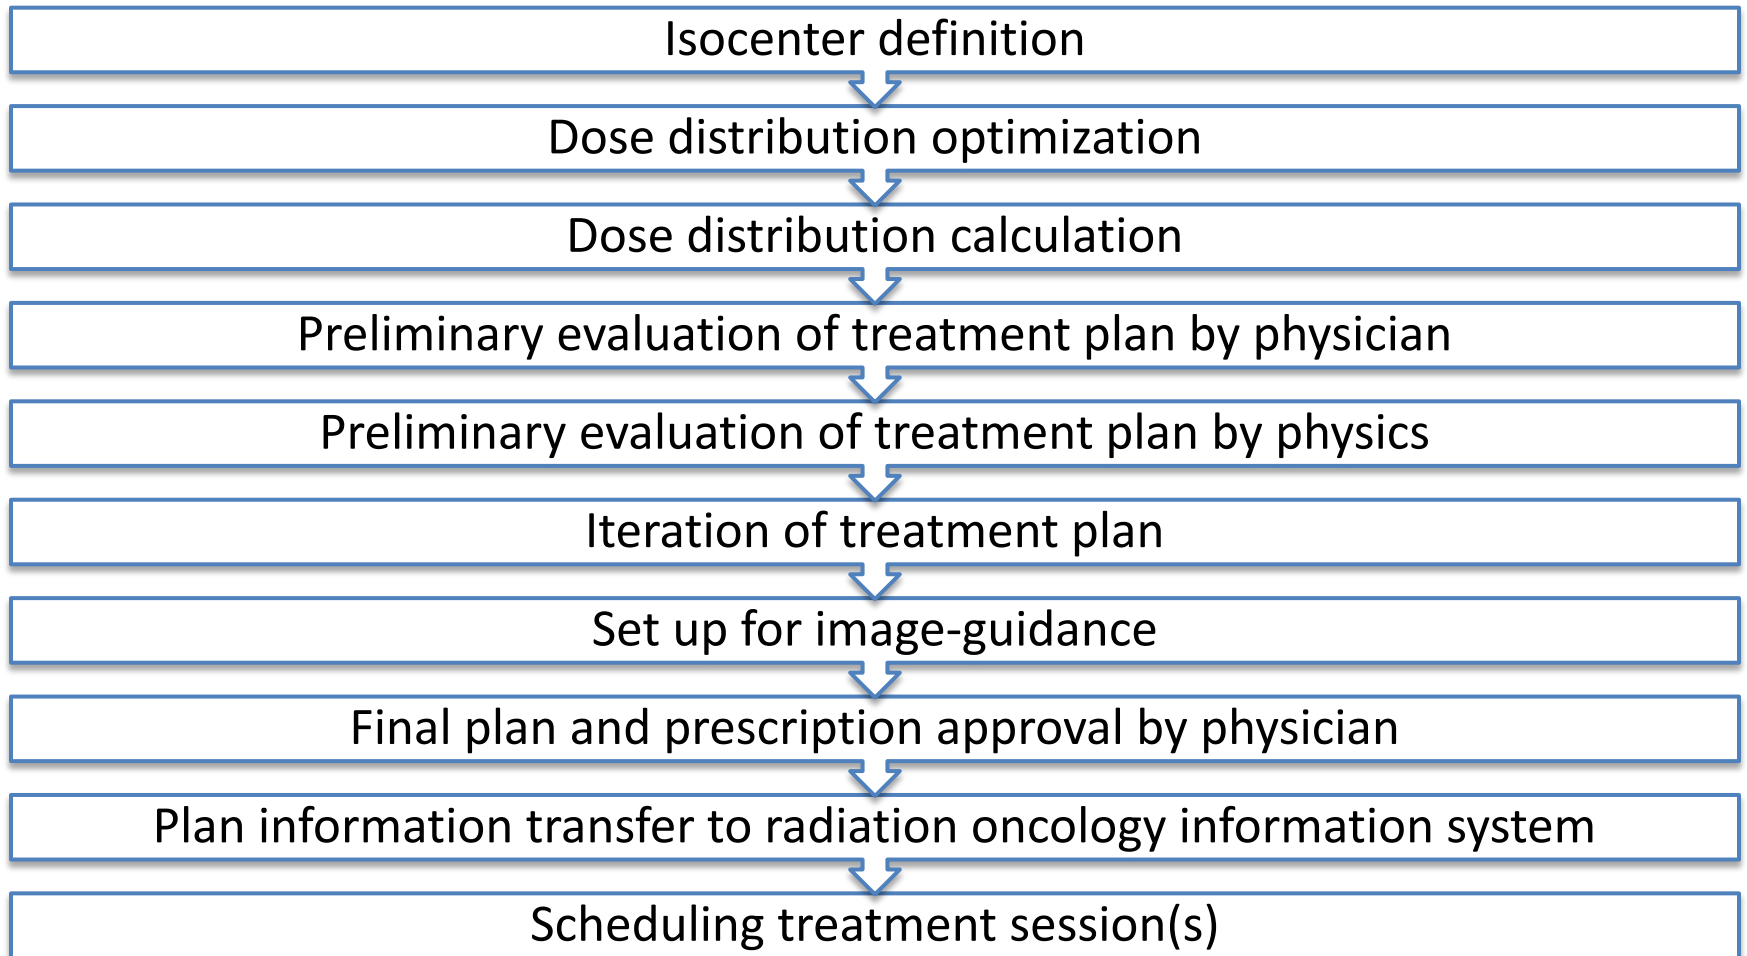 Isocenter definition
Dose distribution optimization
Dose distribution calculation
Preliminary evaluation of treatment plan by physician
Preliminary evaluation of treatment plan by physics
Iteration of treatment plan
Set up for image-guidance
Final plan and prescription approval by physician
Plan information transfer to radiation oncology information system
Scheduling treatment session(s)